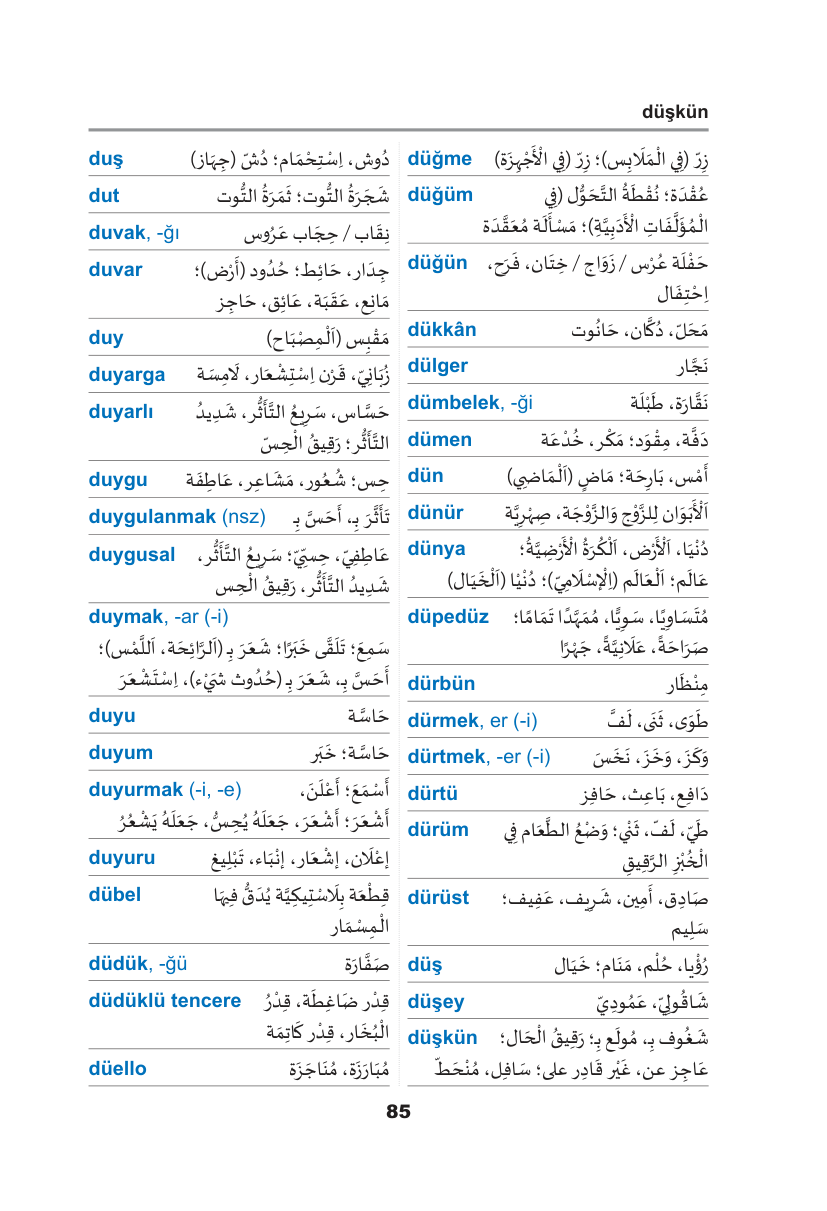 düşkün
duş دُوش، اِسْتِحْمَام؛ دُشّ (جِهَاز)
dut شَجَرَةُ التُّوت؛ ثَمَرَةُ التُّوت
duvak, -ğı نِقَاب / حِجَاب عَرُوس
duvar جِدَار، حَائِط؛ حُدُود (أَرْض)؛
مَانِع، عَقَبَة، عَائِق، حَاجِز
duy مَقْبِس (اَلْمِصْبَاح)
duyarga زُبَانِيّ، قَرْن اِسْتِشْعَار، لَامِسَة
duyarlı حَسَّاس، سَرِيعُ التَّأَثُّر، شَدِيدُ
التَّأَثُّر؛ رَقِيقُ الْحِسّ
duygu حِس؛ شُعُور، مَشَاعِر، عَاطِفَة
duygulanmak (nsz) تَأَثَّرَ بِـ، أَحَسَّ بِـ
duygusal عَاطِفِيّ، حِسِّيّ؛ سَرِيعُ التَّأَثُّر،
شَدِيدُ التَّأَثُّر، رَقِيقُ الْحِس
duymak, -ar (-i)
سَمِعَ؛ تَلَقَّى خَبَرًا؛ شَعَرَ بِـ (اَلرَّائِحَة، اَللَّمْس)؛
أَحَسَّ بِـ، شَعَرَ بِـ (حُدُوث شَيْء)، اِسْتَشْعَرَ
duyu حَاسَّة
duyum حَاسَّة؛ خَبَر
duyurmak (-i, -e) أَسْمَعَ؛ أَعْلَنَ،
أَشْعَرَ؛ أَشْعَرَ، جَعَلَهُ يُحِسُّ، جَعَلَهُ يَشْعُرُ
duyuru إِعْلَان، إشْعَار، إنْبَاء، تَبْلِيغ
dübel قِطْعَة بِلَاسْتِيكِيَّة يُدَقُّ فِيهَا
الْمِسْمَار
düdük, -ğü صَفَّارَة
düdüklü tencere قِدْر ضَاغِطَة، قِدْرُ
الْبُخَار، قِدْر كَاتِمَة
düello مُبَارَزَة، مُنَاجَزَة
düğme زِرّ (فِي الْمَلَابِس)؛ زِرّ (فِي الْأَجْهِزَة)
düğüm عُقْدَة؛ نُقْطَةُ التَّحَوُّل (فِي
الْمُؤَلَّفَاتِ الْأَدَبِيَّةِ)؛ مَسْأَلَة مُعَقَّدَة
düğün حَفْلَة عُرْس / زَوَاج / خِتَان، فَرَح،
اِحْتِفَال
dükkân مَحَلّ، دُكَّان، حَانُوت
dülger نَجَّار
dümbelek, -ği نَقَّارَة، طَبْلَة
dümen دَفَّة، مِقْوَد؛ مَكْر، خُدْعَة
dün أَمْس، بَارِحَة؛ مَاضٍ (اَلْمَاضِي)
dünür اَلْأَبَوَان لِلزَّوْج وَالزَّوْجَة، صِهْرِيَّة
dünya دُنْيَا، اَلْأَرْض، اَلْكُرَةُ الْأَرْضِيَّةُ؛
عَالَم؛ اَلْعَالَم (اِلْإِسْلَامِيّ)؛ دُنْيَا (اَلْخَيَال)
düpedüz مُتَسَاوِيًا، سَوِيًّا، مُمَهَّدًا تَمَامًا؛
صَرَاحَةً، عَلَانِيَّةً، جَهْرًا
dürbün مِنْظَار
dürmek, er (-i) طَوَى، ثَنَى، لَفَّ
dürtmek, -er (-i) وَكَزَ، وَخَزَ، نَخَسَ
dürtü دَافِع، بَاعِث، حَافِز
dürüm طَيّ، لَفّ، ثَنْي؛ وَضْعُ الطَّعَام فِي
الْخُبْزِ الرَّقِيقِ
dürüst صَادِق، أَمِين، شَرِيف، عَفِيف؛
سَلِيم
düş رُؤْيا، حُلْم، مَنَام؛ خَيَال
düşey شَاقُولِيّ، عَمُودِيّ
düşkün شَغُوف بِـ، مُولَع بِـ؛ رَقِيقُ الْحَال؛
عَاجِز عن، غَيْر قَادِر على؛ سَافِل، مُنْحَطّ
85